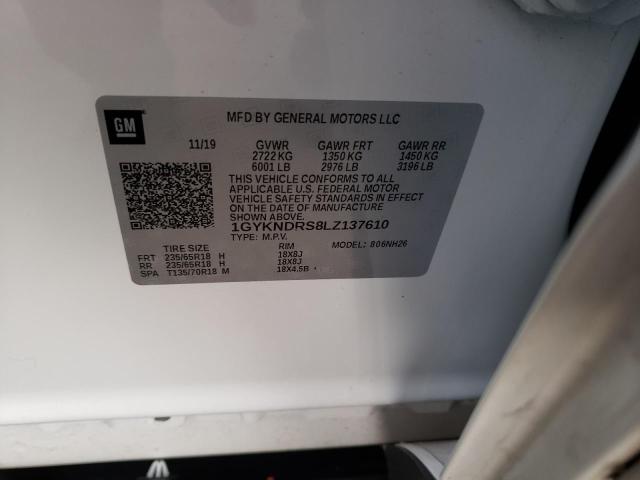 GM
MFD BY GENERAL MOTORS LLC
11/19 GVWR GAWR FRT GAWR RR
2722 KG 1350 KG 1450 KG
6001 LB 2976 LB 3196 LB
THIS VEHICLE CONFORMS TO ALL
APPLICABLE U.S. FEDERAL MOTOR
VEHICLE SAFETY STANDARDS IN EFFECT
ON THE DATE OF MANUFACTURE
SHOWN ABOVE.
1GYKNDRS8LZ137610
TYPE: M.P.V. MODEL: 806NH26
TIRE SIZE RIM
FRT 235/65R18 H 18X8J
RR 235/65R18 H 18X8J
SPA T135/70R18 M 18X4.5B